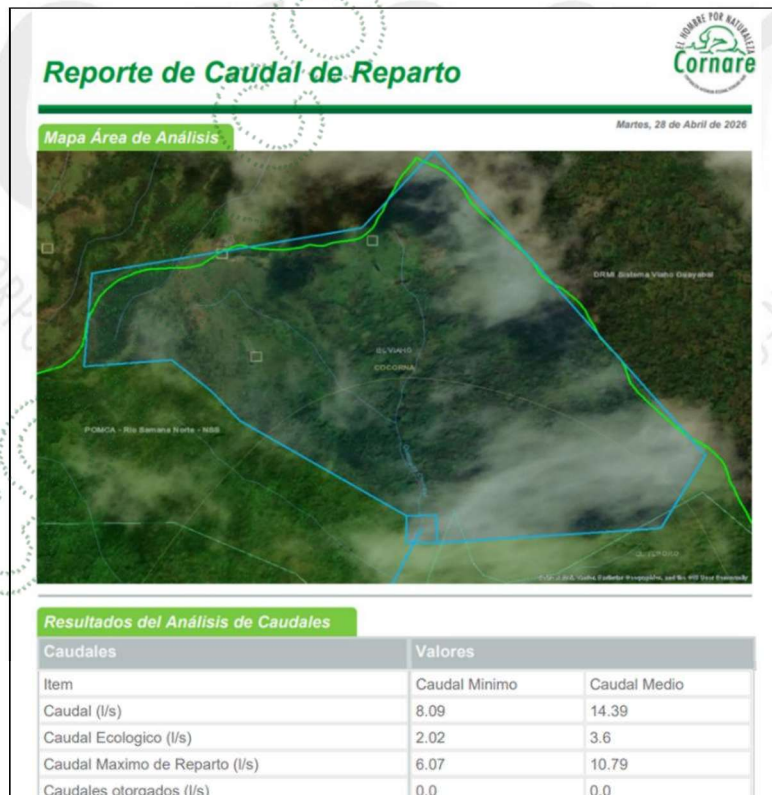 EL HOMBRE POR NATURALEZA
Cornare
Reporte de Caudal de Reparto
Martes, 28 de Abril de 2026
Mapa Área de Análisis
DRMI Sistema Viaho Guayabal
COCORNÁ
POMCA - Rio Samana Norte - NSS
Resultados del Análisis de Caudales
Caudales Valores
Item Caudal Minimo Caudal Medio
Caudal (l/s) 8.09 14.39
Caudal Ecologico (l/s) 2.02 3.6
Caudal Maximo de Reparto (l/s) 6.07 10.79
Caudales otorgados (l/s) 0.0 0.0